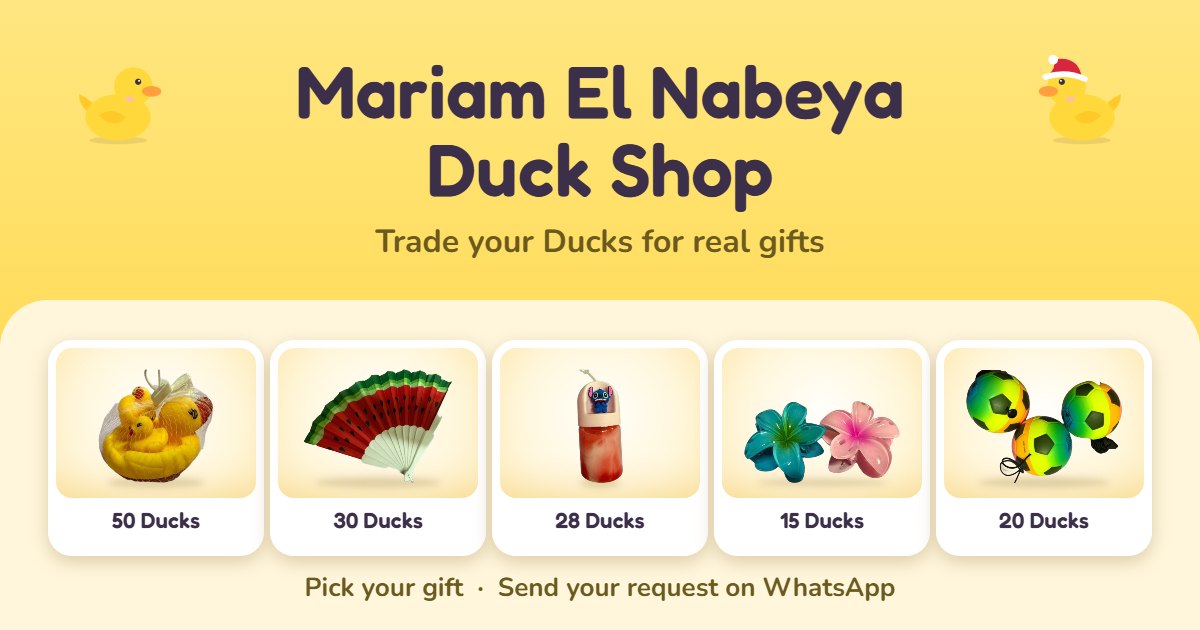 Mariam El Nabeya
Duck Shop
Trade your Ducks for real gifts
50 Ducks
30 Ducks
28 Ducks
15 Ducks
20 Ducks
Pick your gift · Send your request on WhatsApp